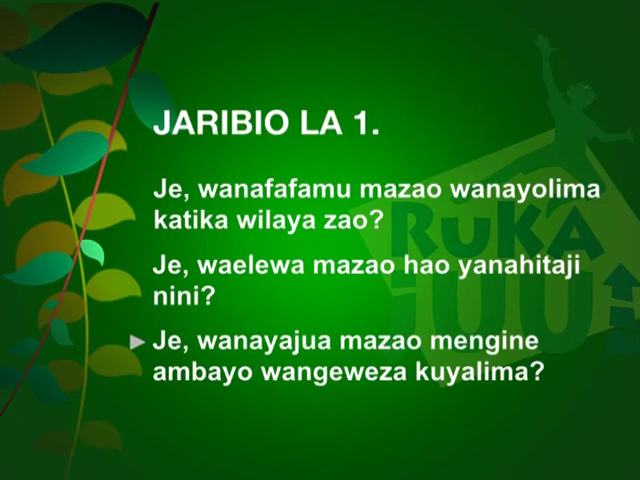 JARIBIO LA 1.
Je, wanafafamu mazao wanayolima
katika wilaya zao?
Je, waelewa mazao hao yanahitaji
nini?
Je, wanayajua mazao mengine
ambayo wangeweza kuyalima?
RUKA
JUU